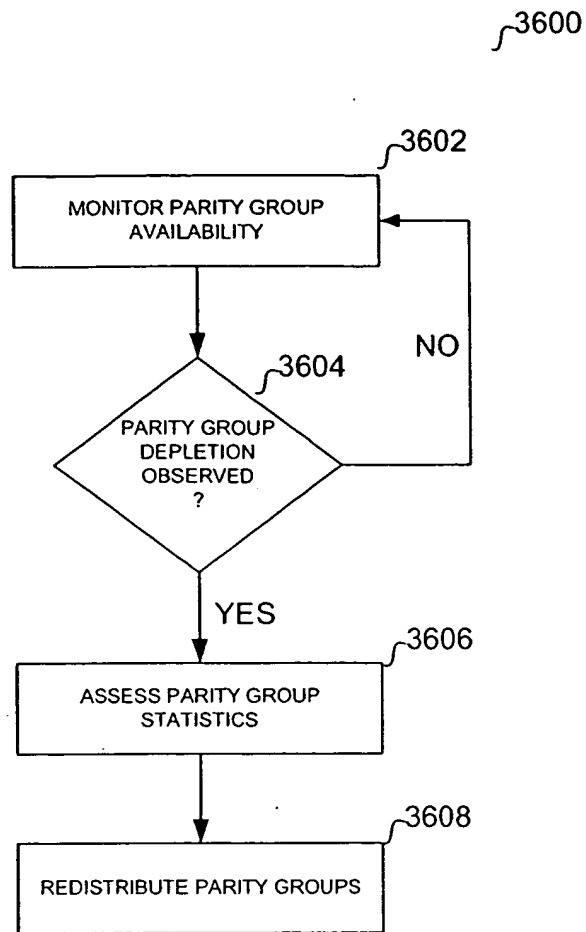 3600
3602
MONITOR PARITY GROUP
AVAILABILITY
NO
3604
PARITY GROUP
DEPLETION
OBSERVED
?
YES
3606
ASSESS PARITY GROUP
STATISTICS
3608
REDISTRIBUTE PARITY GROUPS